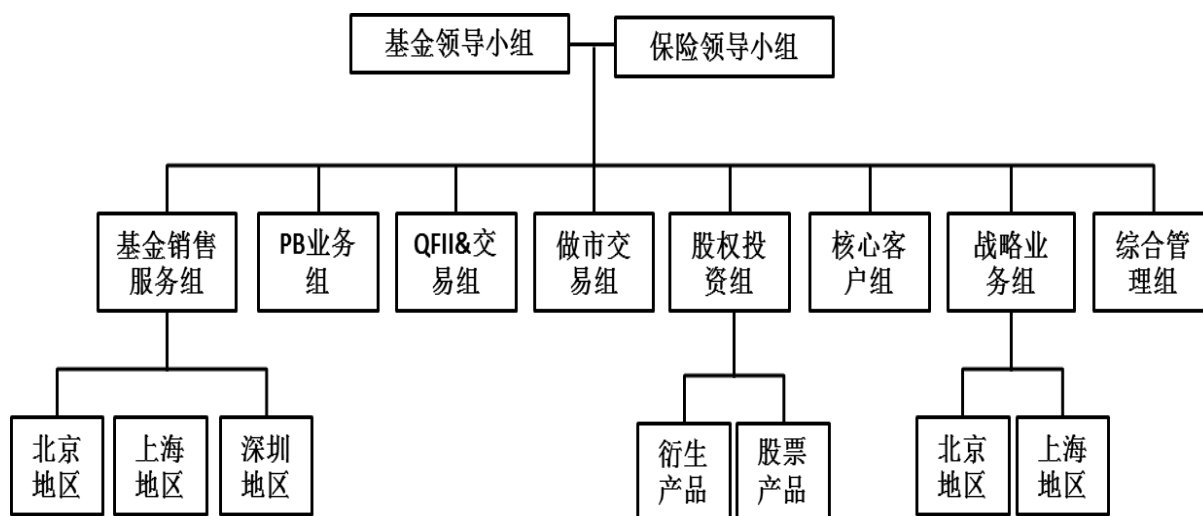 基金领导小组
保险领导小组
基金销售
服务组
PB业务
组
QFII&交
易组
做市交
易组
股权投
资组
核心客
户组
战略业
务组
综合管
理组
北京
地区
上海
地区
深圳
地区
衍生
产品
股票
产品
北京
地区
上海
地区